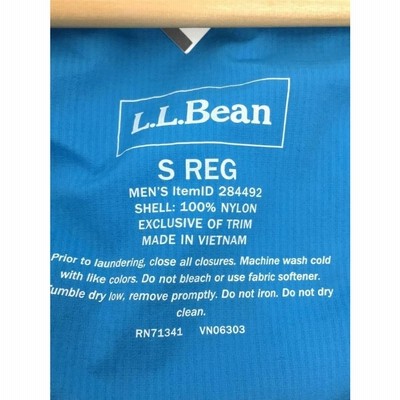 L.L.Bean
S REG
MEN'S ItemID 284492
SHELL: 100% NYLON
EXCLUSIVE OF TRIM
MADE IN VIETNAM
Prior to laundering, close all closures. Machine wash cold
with like colors. Do not bleach or use fabric softener.
Tumble dry low, remove promptly. Do not iron. Do not dry
clean.
RN71341 VN06303